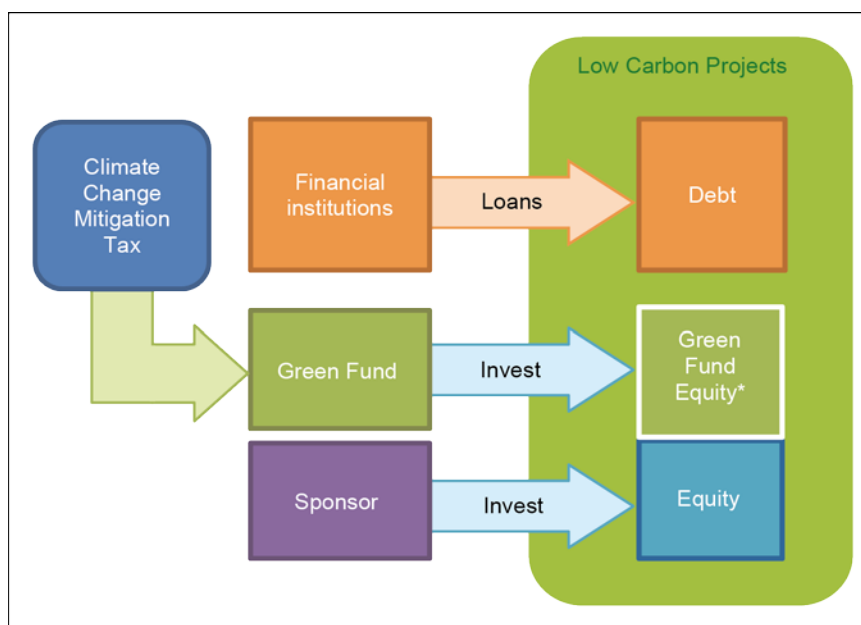 Low Carbon Projects
Climate
Change
Mitigation
Tax
Financial
institutions
Loans
Debt
Green Fund
Invest
Green
Fund
Equity*
Sponsor
Invest
Equity